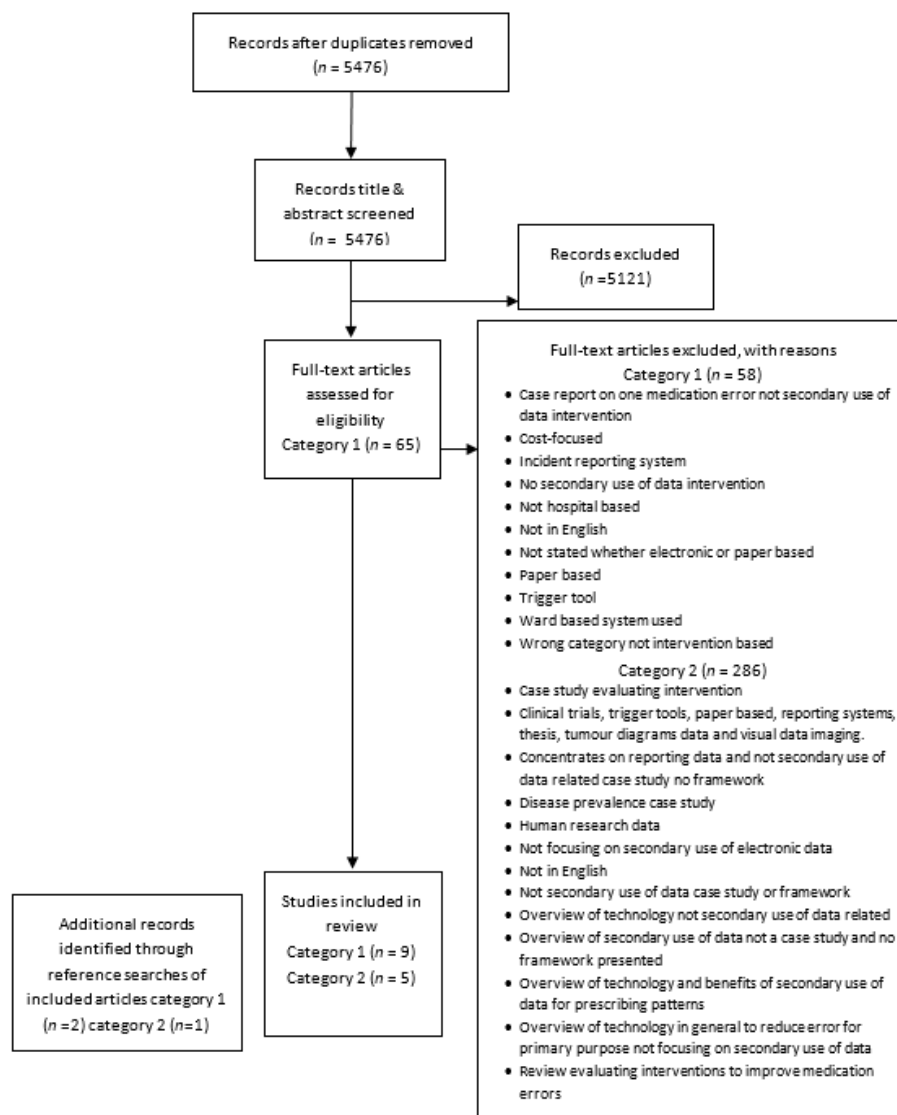 Records after duplicates removed
(n = 5476)
Records title &
abstract screened
(n = 5476)
Records excluded
(n =5121)
Full-text articles
assessed for
eligibility
Category 1 (n = 65)
Full-text articles excluded, with reasons
Category 1 (n = 58)
• Case report on one medication error not secondary use of
data intervention
• Cost-focused
• Incident reporting system
• No secondary use of data intervention
• Not hospital based
• Not in English
• Not stated whether electronic or paper based
• Paper based
• Trigger tool
• Ward based system used
• Wrong category not intervention based
Category 2 (n = 286)
• Case study evaluating intervention
• Clinical trials, trigger tools, paper based, reporting systems,
thesis, tumour diagrams data and visual data imaging.
• Concentrates on reporting data and not secondary use of
data related case study no framework
• Disease prevalence case study
• Human research data
• Not focusing on secondary use of electronic data
• Not in English
• Not secondary use of data case study or framework
• Overview of technology not secondary use of data related
• Overview of secondary use of data not a case study and no
framework presented
• Overview of technology and benefits of secondary use of
data for prescribing patterns
• Overview of technology in general to reduce error for
primary purpose not focusing on secondary use of data
• Review evaluating interventions to improve medication
errors
Additional records
identified through
reference searches of
included articles category 1
(n =2) category 2 (n=1)
Studies included in
review
Category 1 (n = 9)
Category 2 (n = 5)